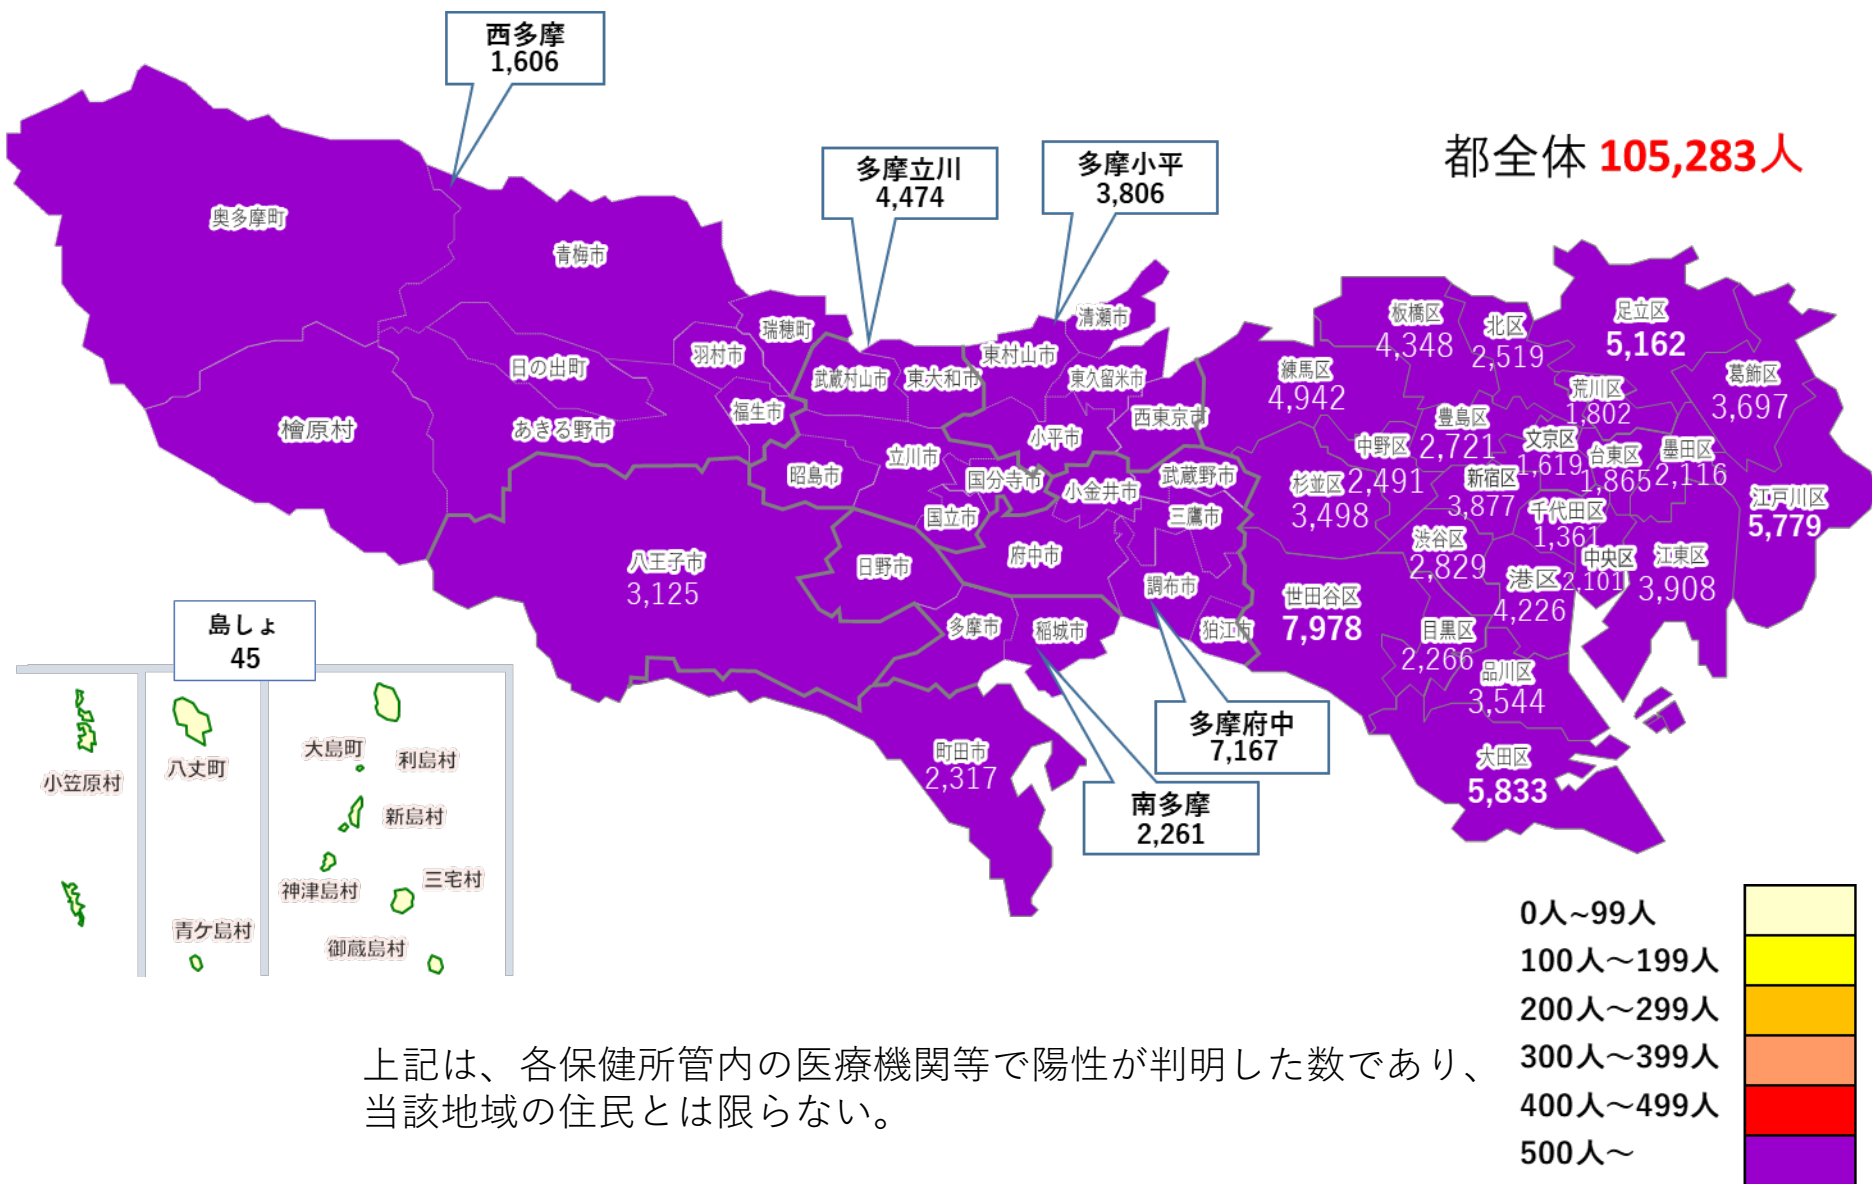 西多摩
1,606
多摩立川
4,474
多摩小平
3,806
都全体 105,283人
奥多摩町
青梅市
瑞穂町
羽村市
日の出町
福生市
あきる野市
檜原村
武蔵村山市
東大和市
東村山市
清瀬市
東久留米市
西東京市
小平市
立川市
昭島市
国分寺市
国立市
小金井市
武蔵野市
三鷹市
府中市
調布市
狛江市
八王子市
3,125
日野市
多摩市
稲城市
町田市
2,317
多摩府中
7,167
南多摩
2,261
板橋区
4,348
北区
2,519
足立区
5,162
葛飾区
3,697
練馬区
4,942
荒川区
1,802
豊島区
2,721
文京区
1,619
台東区
1,865
墨田区
2,116
中野区
2,491
杉並区
3,498
新宿区
3,877
千代田区
1,361
江戸川区
5,779
渋谷区
2,829
中央区
2,101
江東区
3,908
港区
4,226
世田谷区
7,978
目黒区
2,266
品川区
3,544
大田区
5,833
島しょ
45
小笠原村
八丈町
青ケ島村
大島町
利島村
新島村
神津島村
三宅村
御蔵島村
0人~99人
100人～199人
200人～299人
300人～399人
400人～499人
500人～
上記は、各保健所管内の医療機関等で陽性が判明した数であり、
当該地域の住民とは限らない。